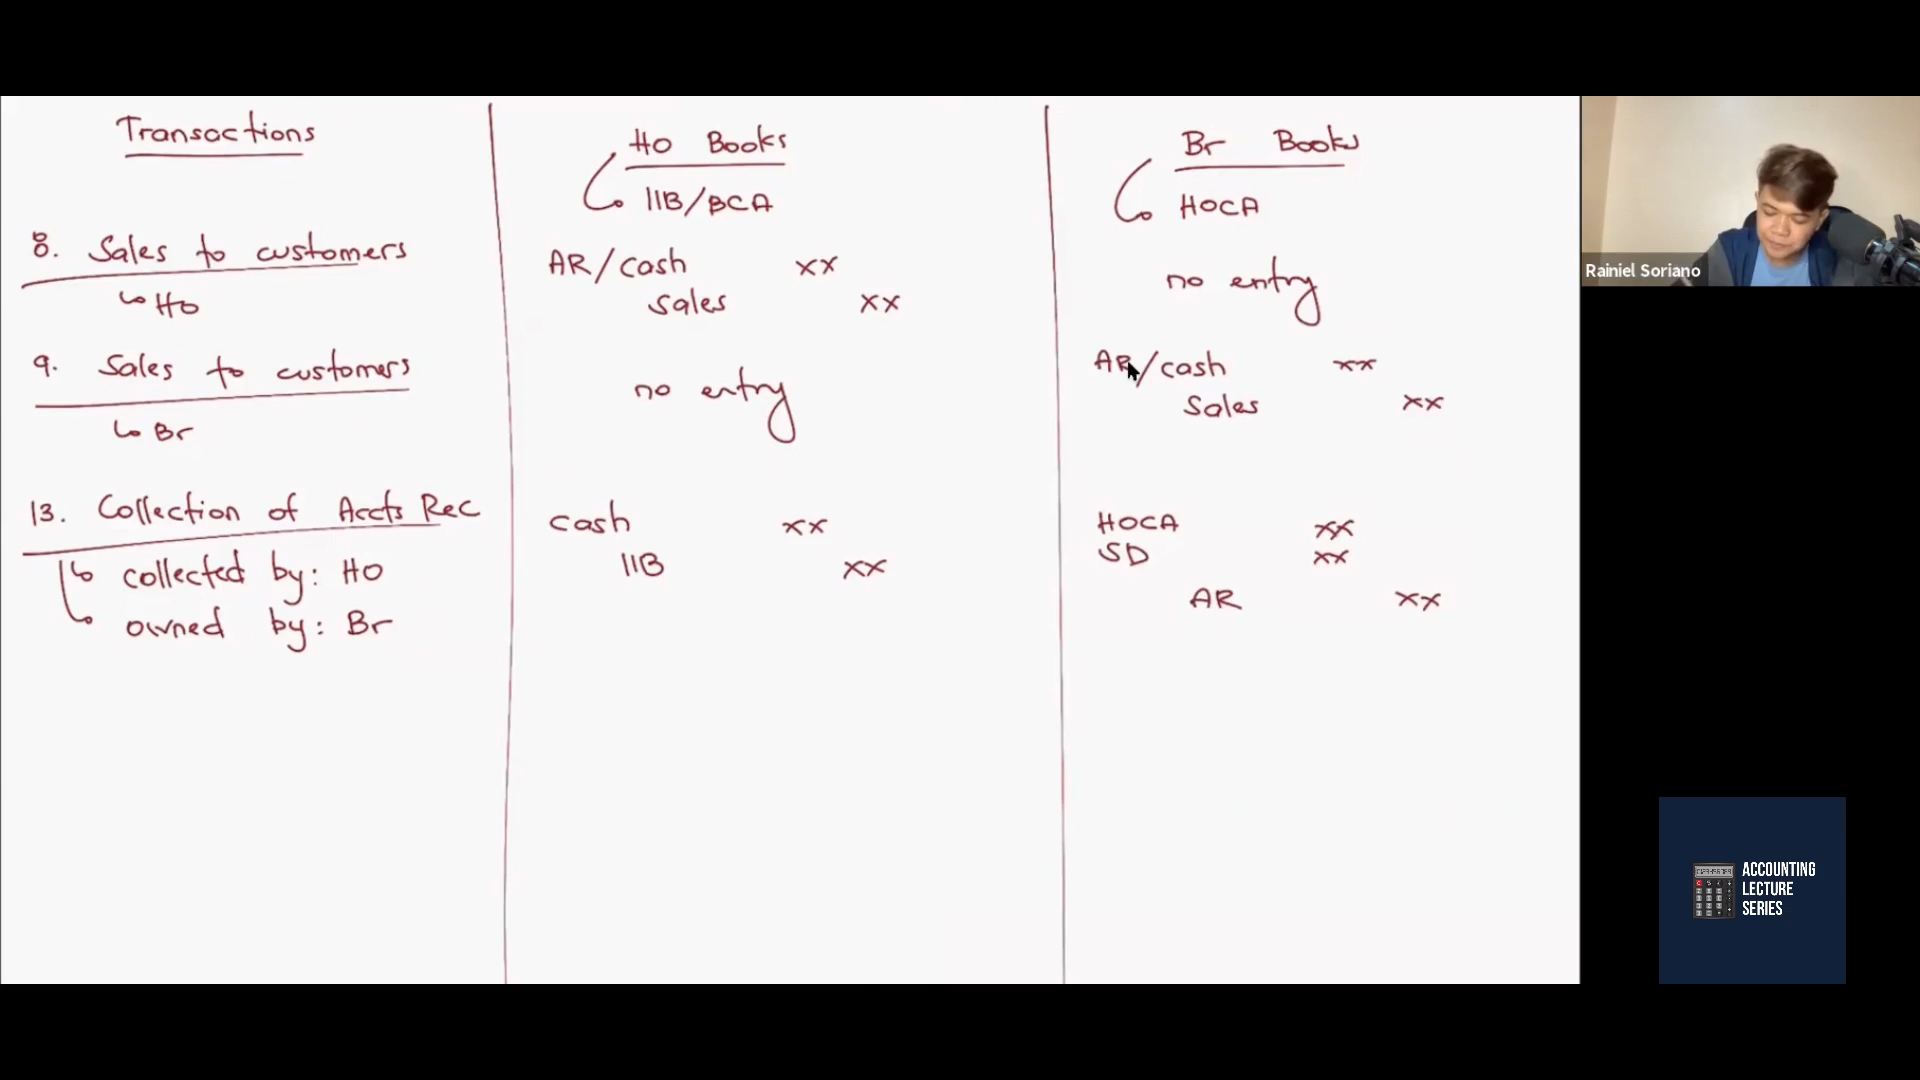 Transactions
8. Sales to customers
Ho
9. Sales to customers
Br
13. Collection of Accts Rec
collected by: HO
owned by: Br
Ho Books
IIB/BCA
AR/cash xx
sales xx
no entry
cash xx
IIB xx
Br Books
HOCA
no entry
AR/cash xx
Sales xx
HOCA xx
SD xx
AR xx
Rainiel Soriano
ACCOUNTING
LECTURE
SERIES